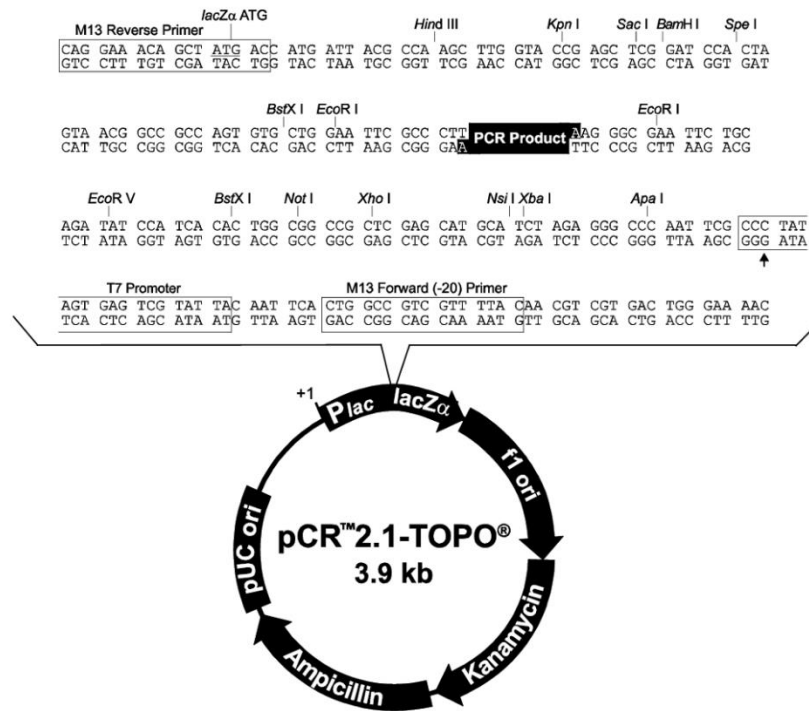 lacZα ATG
M13 Reverse Primer
Hind III Kpn I Sac I BamH I Spe I
CAG GAA ACA GCT ATG ACC ATG ATT ACG CCA AGC TTG GTA CCG AGC TCG GAT CCA CTA
GTC CTT TGT CGA TAC TGG TAC TAA TGC GGT TCG AAC CAT GGC TCG AGC CTA GGT GAT
BstX I EcoR I EcoR I
GTA ACG GCC GCC AGT GTG CTG GAA TTC GCC CTT PCR Product AAG GGC GAA TTC TGC
CAT TGC CGG CGG TCA CAC GAC CTT AAG CGG GAA TTC CCG CTT AAG ACG
EcoR V BstX I Not I Xho I Nsi I Xba I Apa I
AGA TAT CCA TCA CAC TGG CGG CCG CTC GAG CAT GCA TCT AGA GGG CCC AAT TCG CCC TAT
TCT ATA GGT AGT GTG ACC GCC GGC GAG CTC GTA CGT AGA TCT CCC GGG TTA AGC GGG ATA
T7 Promoter M13 Forward (-20) Primer
AGT GAG TCG TAT TAC AAT TCA CTG GCC GTC GTT TTA CAA CGT CGT GAC TGG GAA AAC
TCA CTC AGC ATA ATG TTA AGT GAC CGG CAG CAA AAT GTT GCA GCA CTG ACC CTT TTG
+1
Plac lacZα
f1 ori
pUC ori
pCR™2.1-TOPO®
3.9 kb
Kanamycin
Ampicillin